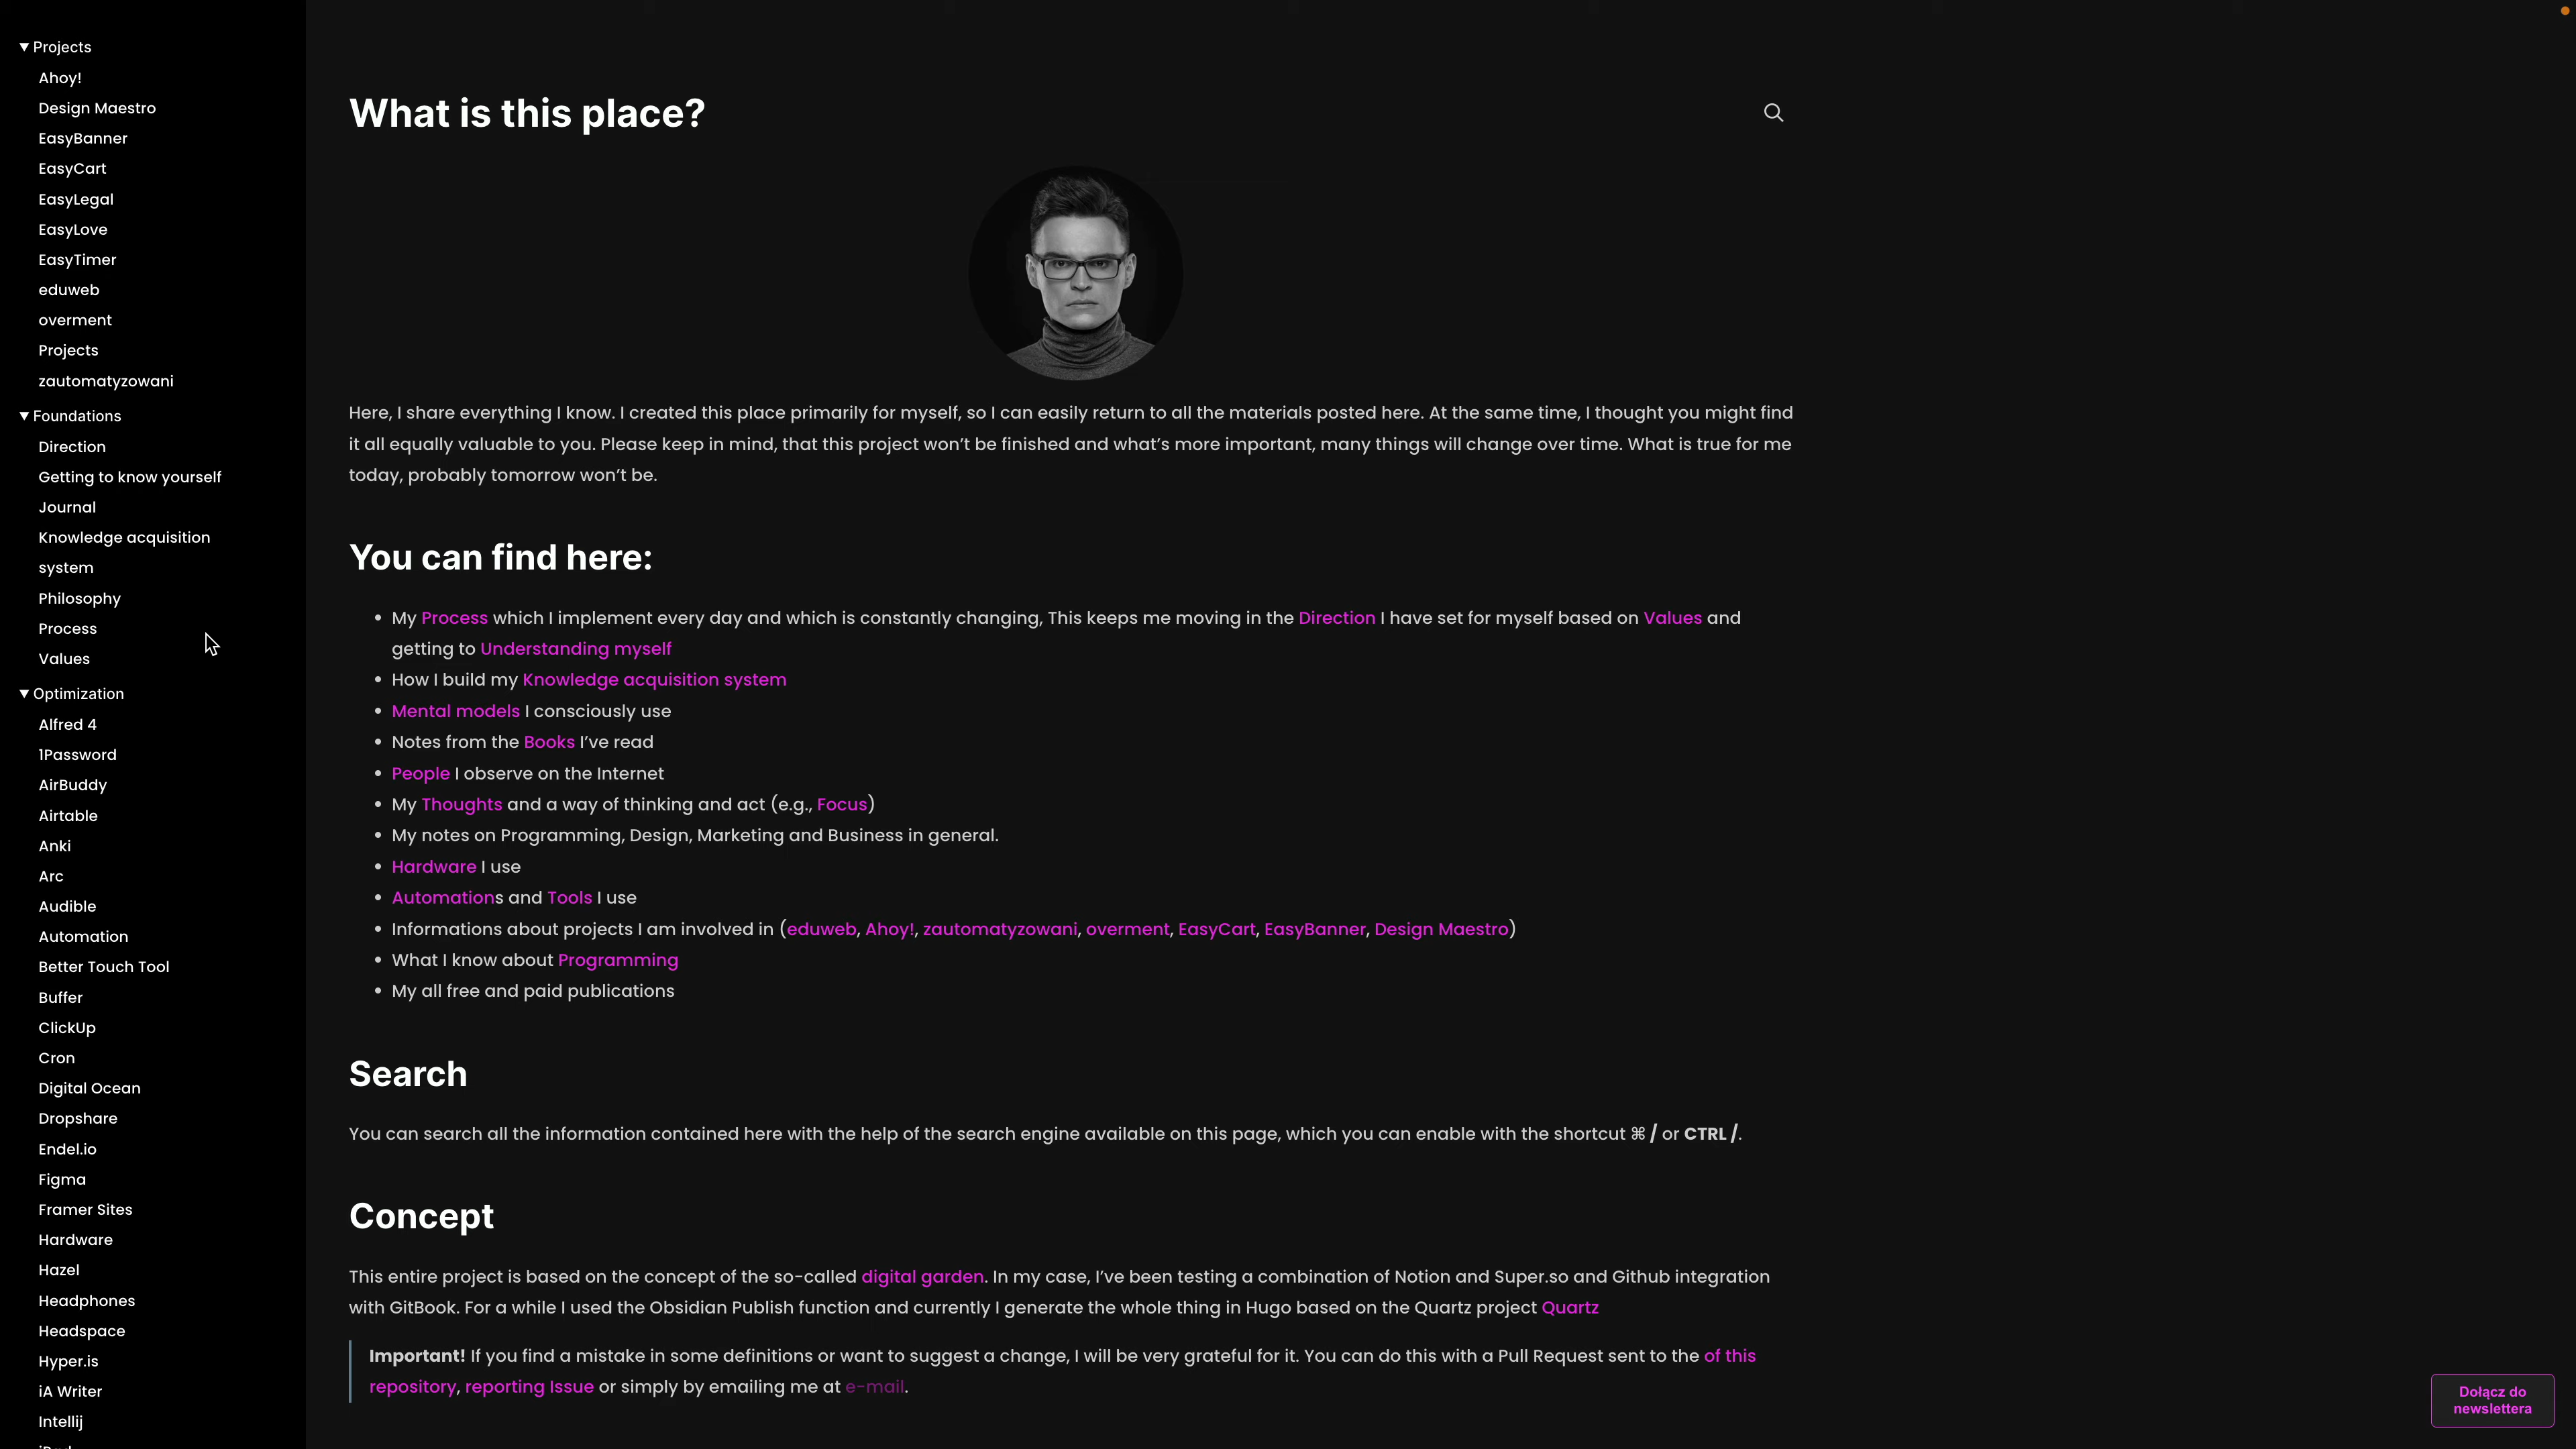 ▼ Projects
Ahoy!
Design Maestro
EasyBanner
EasyCart
EasyLegal
EasyLove
EasyTimer
eduweb
overment
Projects
zautomatyzowani
▼ Foundations
Direction
Getting to know yourself
Journal
Knowledge acquisition
system
Philosophy
Process
Values
▼ Optimization
Alfred 4
1Password
AirBuddy
Airtable
Anki
Arc
Audible
Automation
Better Touch Tool
Buffer
ClickUp
Cron
Digital Ocean
Dropshare
Endel.io
Figma
Framer Sites
Hardware
Hazel
Headphones
Headspace
Hyper.is
iA Writer
Intellij
What is this place?
Here, I share everything I know. I created this place primarily for myself, so I can easily return to all the materials posted here. At the same time, I thought you might find
it all equally valuable to you. Please keep in mind, that this project won’t be finished and what’s more important, many things will change over time. What is true for me
today, probably tomorrow won’t be.
You can find here:
• My Process which I implement every day and which is constantly changing, This keeps me moving in the Direction I have set for myself based on Values and
getting to Understanding myself
• How I build my Knowledge acquisition system
• Mental models I consciously use
• Notes from the Books I’ve read
• People I observe on the Internet
• My Thoughts and a way of thinking and act (e.g., Focus)
• My notes on Programming, Design, Marketing and Business in general.
• Hardware I use
• Automations and Tools I use
• Informations about projects I am involved in (eduweb, Ahoy!, zautomatyzowani, overment, EasyCart, EasyBanner, Design Maestro)
• What I know about Programming
• My all free and paid publications
Search
You can search all the information contained here with the help of the search engine available on this page, which you can enable with the shortcut ⌘ / or CTRL /.
Concept
This entire project is based on the concept of the so-called digital garden. In my case, I’ve been testing a combination of Notion and Super.so and Github integration
with GitBook. For a while I used the Obsidian Publish function and currently I generate the whole thing in Hugo based on the Quartz project Quartz
Important! If you find a mistake in some definitions or want to suggest a change, I will be very grateful for it. You can do this with a Pull Request sent to the of this
repository, reporting Issue or simply by emailing me at e-mail.
Dołącz do
newslettera